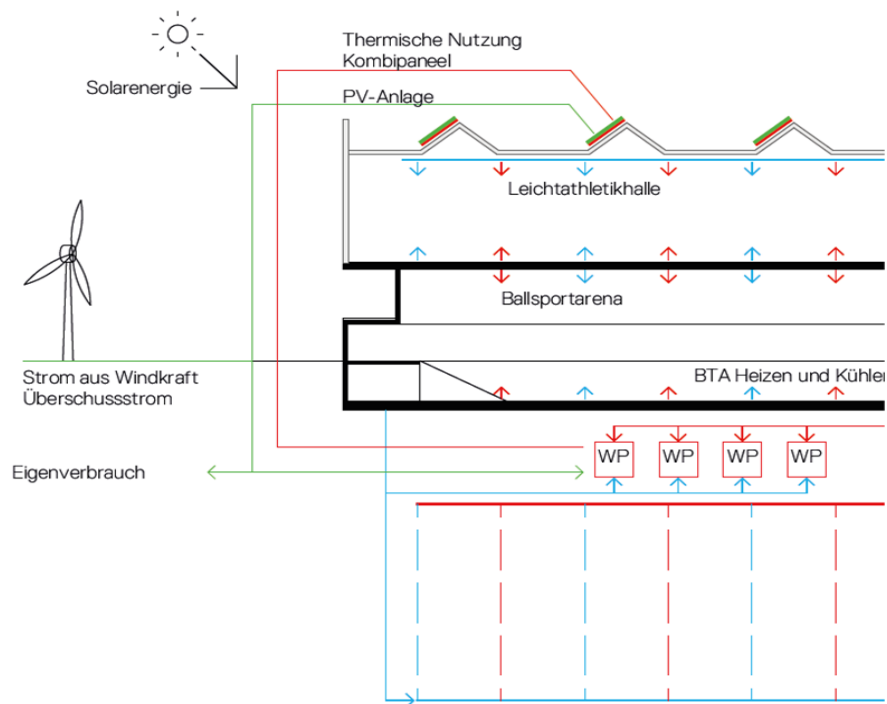 Thermische Nutzung
Kombipaneel
Solarenergie
PV-Anlage
Leichtathletikhalle
Ballsportarena
Strom aus Windkraft
Überschussstrom
BTA Heizen und Kühlen
Eigenverbrauch
WP WP WP WP